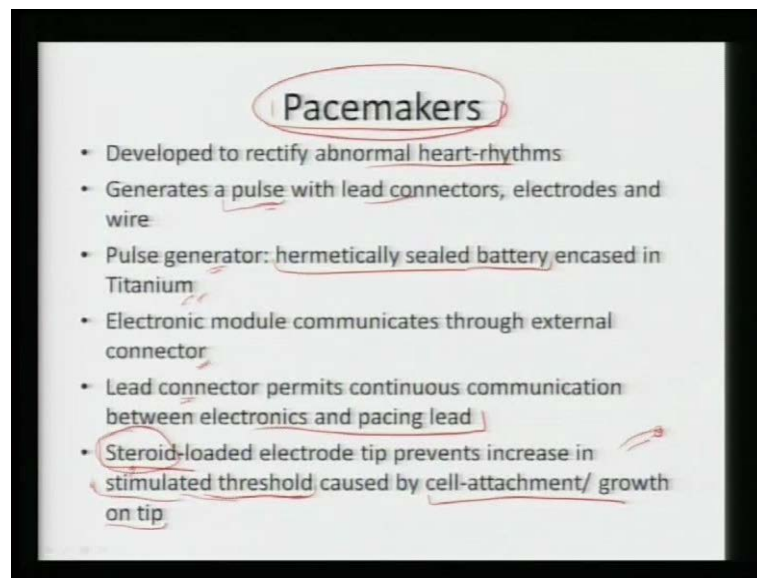 Pacemakers
• Developed to rectify abnormal heart-rhythms
• Generates a pulse with lead connectors, electrodes and
wire
• Pulse generator: hermetically sealed battery encased in
Titanium
• Electronic module communicates through external
connector
• Lead connector permits continuous communication
between electronics and pacing lead
• Steroid-loaded electrode tip prevents increase in
stimulated threshold caused by cell-attachment/ growth
on tip